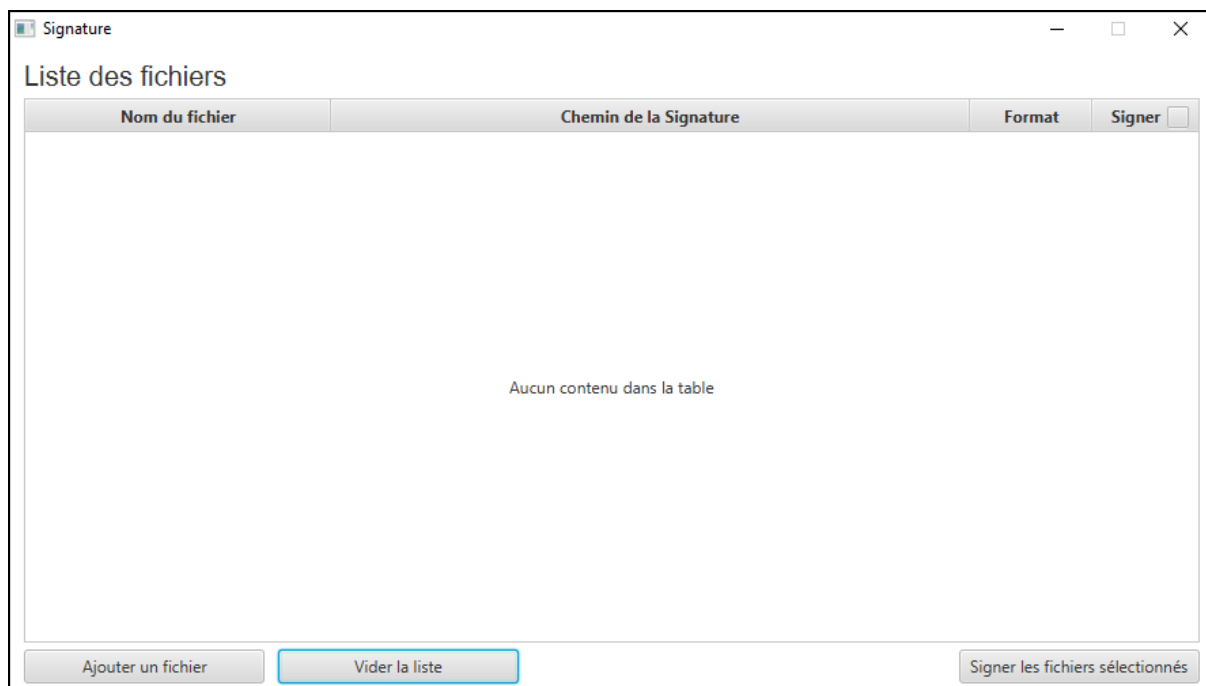 Signature
Liste des fichiers
Nom du fichier Chemin de la Signature Format Signer
Aucun contenu dans la table
Ajouter un fichier Vider la liste Signer les fichiers sélectionnés